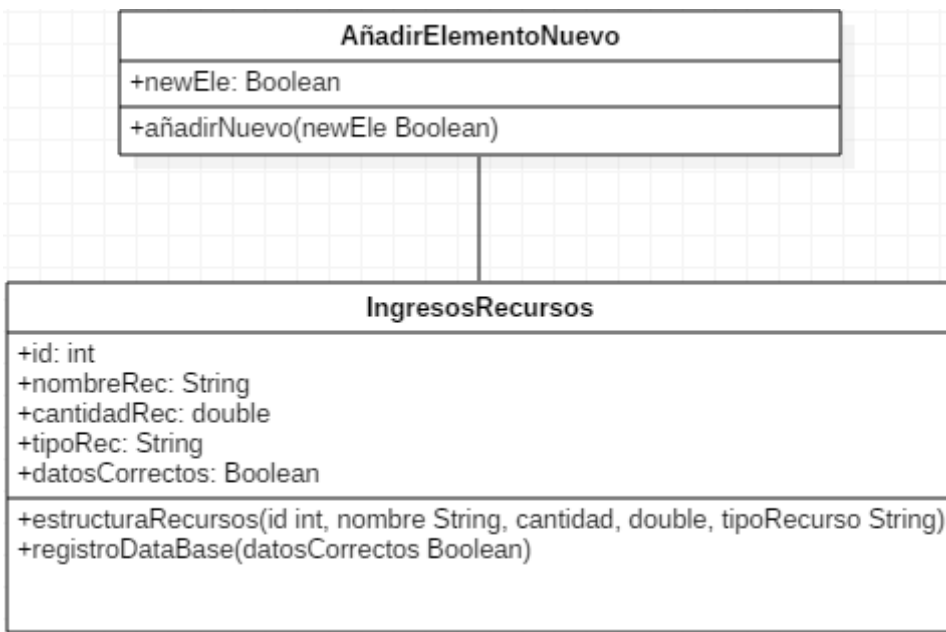 AñadirElementoNuevo
+newEle: Boolean
+añadirNuevo(newEle Boolean)
IngresosRecursos
+id: int
+nombreRec: String
+cantidadRec: double
+tipoRec: String
+datosCorrectos: Boolean
+estructuraRecursos(id int, nombre String, cantidad, double, tipoRecurso String)
+registroDataBase(datosCorrectos Boolean)